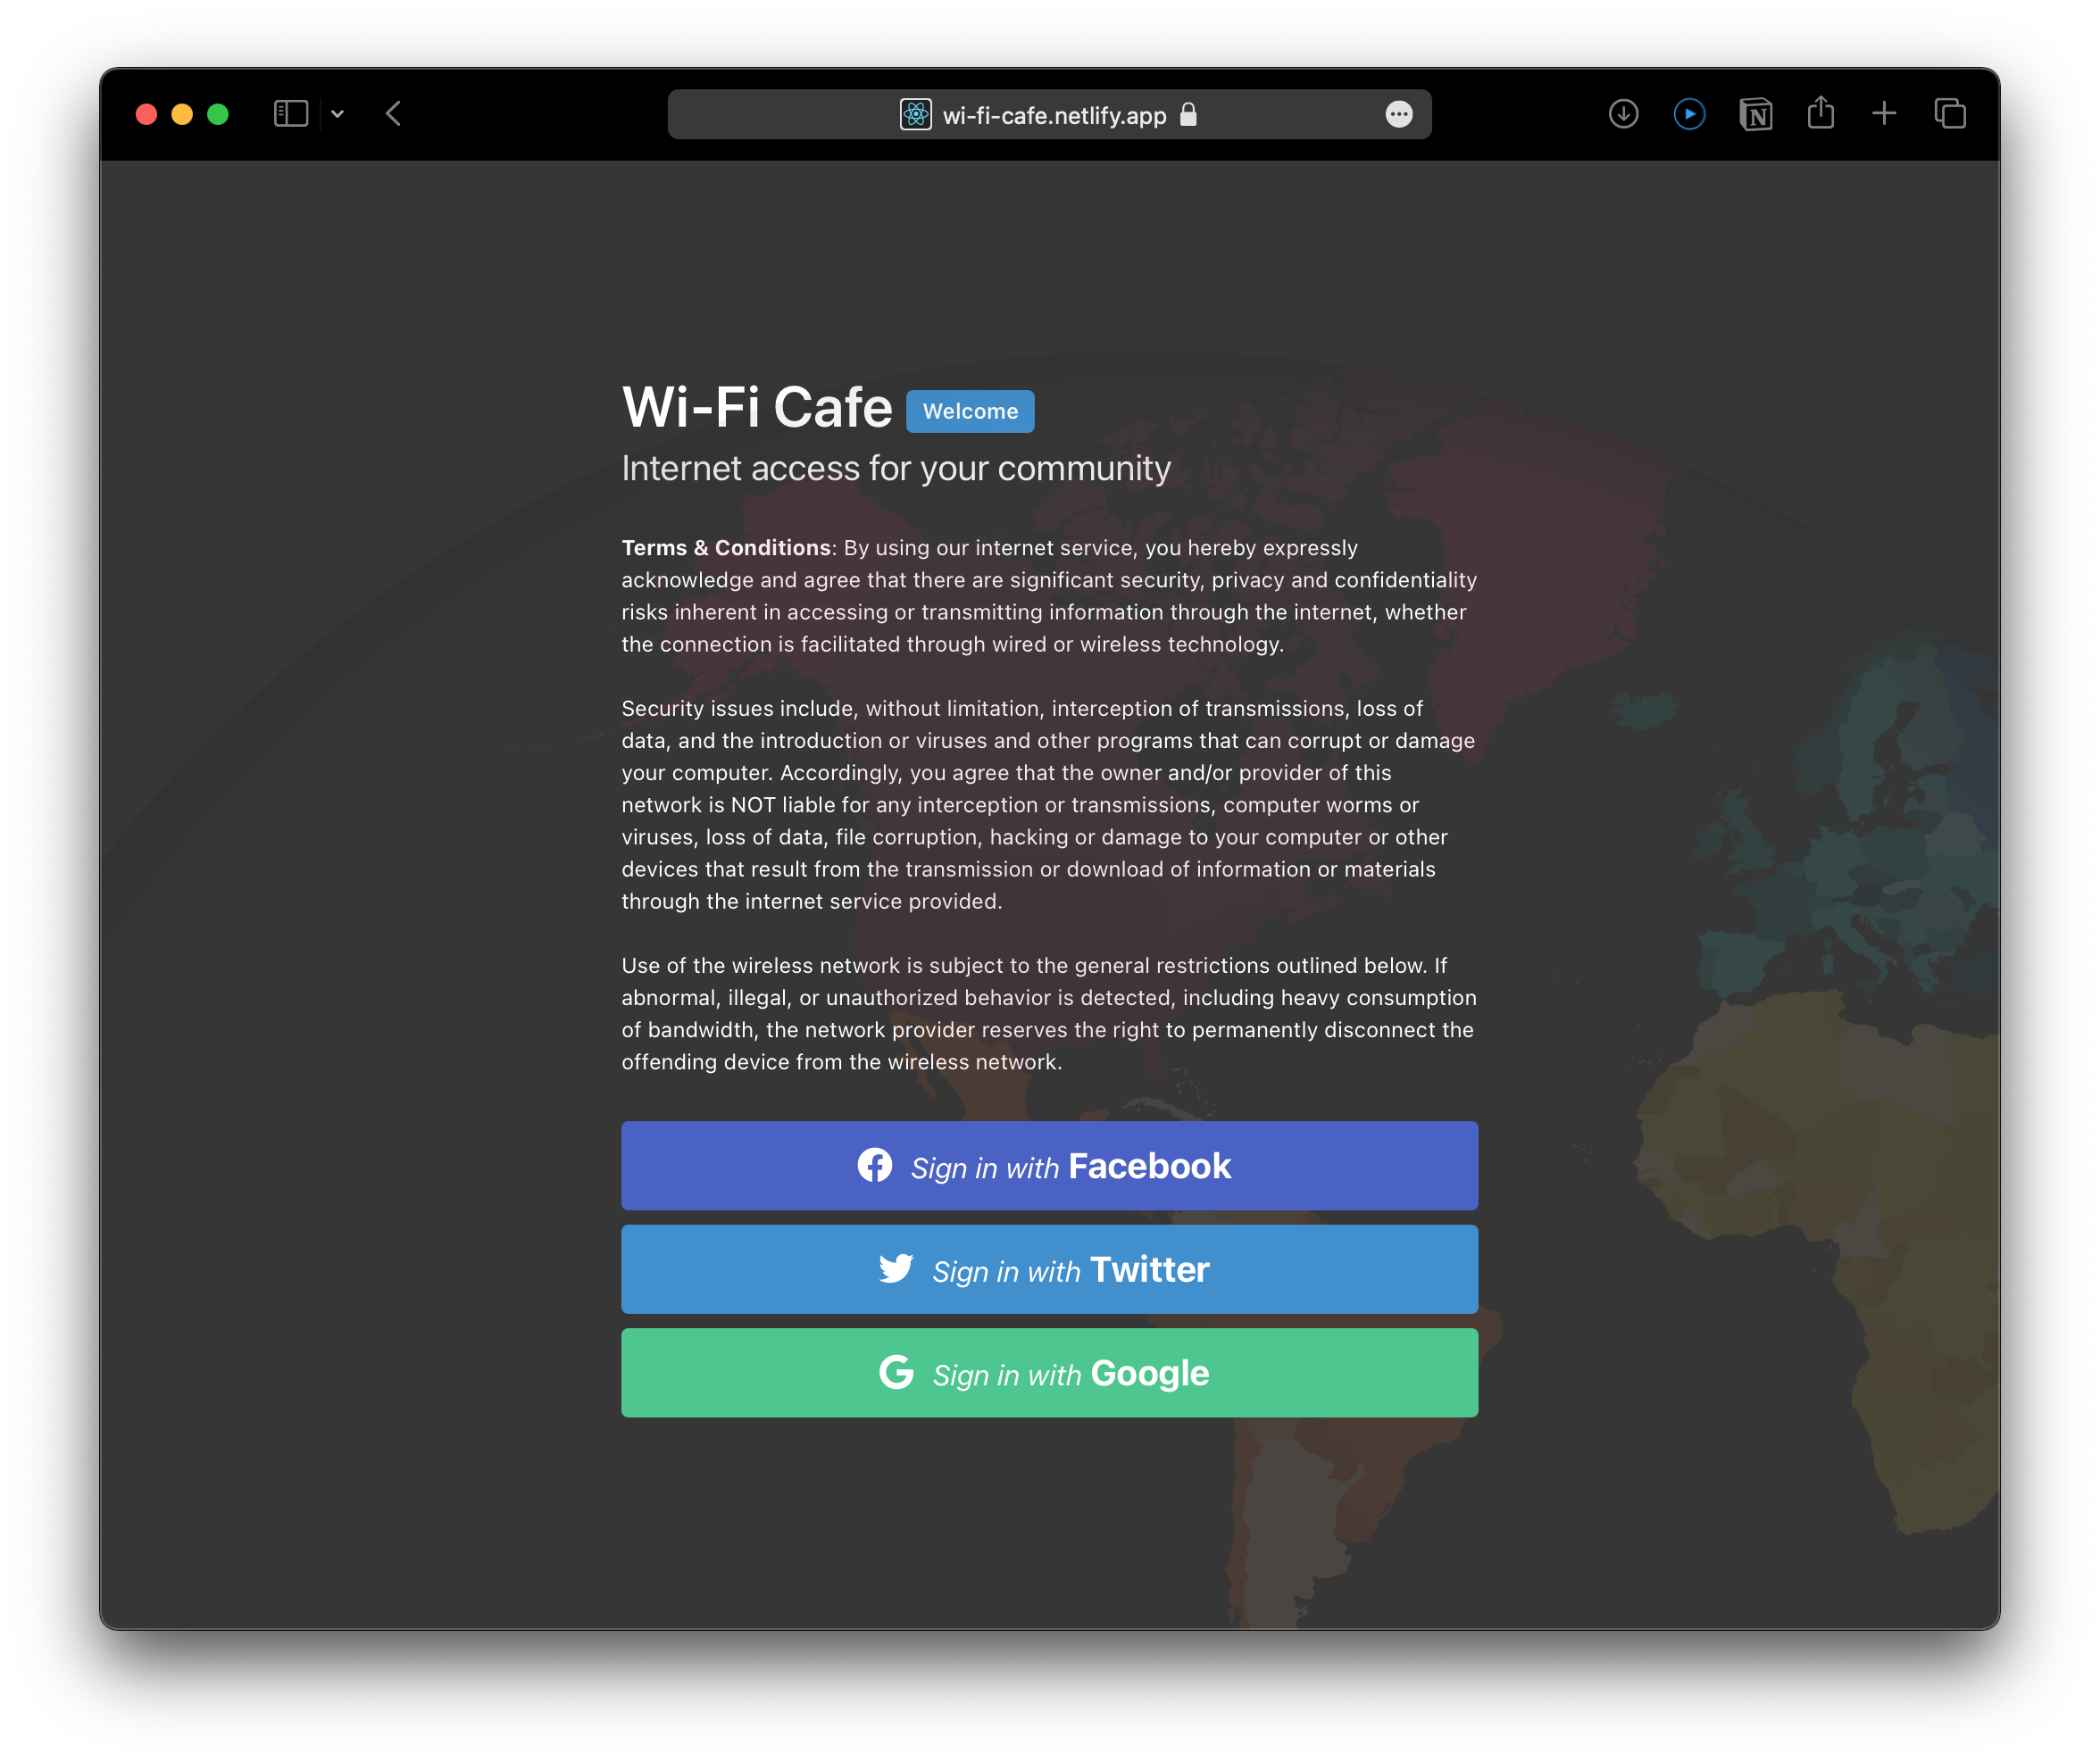 wi-fi-cafe.netlify.app
Wi-Fi Cafe Welcome
Internet access for your community
Terms & Conditions: By using our internet service, you hereby expressly
acknowledge and agree that there are significant security, privacy and confidentiality
risks inherent in accessing or transmitting information through the internet, whether
the connection is facilitated through wired or wireless technology.
Security issues include, without limitation, interception of transmissions, loss of
data, and the introduction or viruses and other programs that can corrupt or damage
your computer. Accordingly, you agree that the owner and/or provider of this
network is NOT liable for any interception or transmissions, computer worms or
viruses, loss of data, file corruption, hacking or damage to your computer or other
devices that result from the transmission or download of information or materials
through the internet service provided.
Use of the wireless network is subject to the general restrictions outlined below. If
abnormal, illegal, or unauthorized behavior is detected, including heavy consumption
of bandwidth, the network provider reserves the right to permanently disconnect the
offending device from the wireless network.
Sign in with Facebook
Sign in with Twitter
Sign in with Google